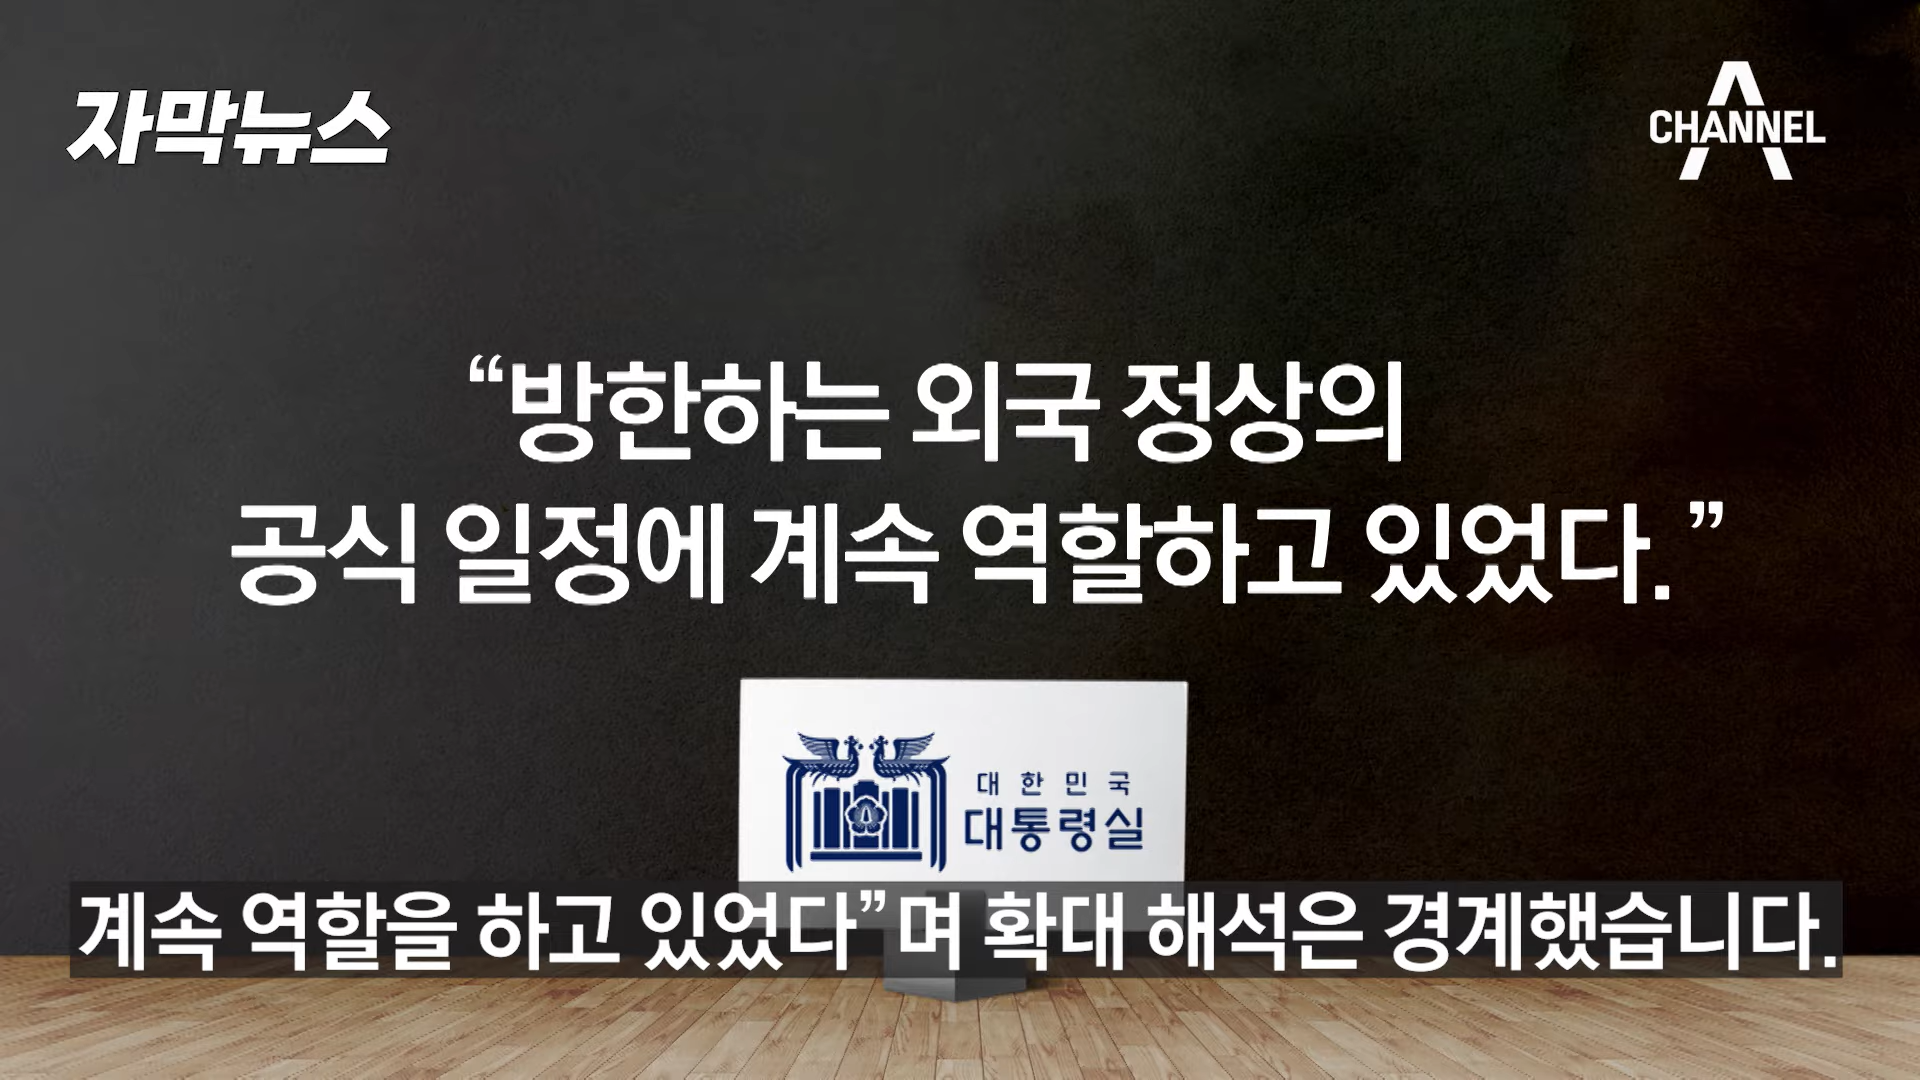 자막뉴스
CHANNEL A
“방한하는 외국 정상의
공식 일정에 계속 역할하고 있었다.”
대한민국
대통령실
계속 역할을 하고 있었다”며 확대 해석은 경계했습니다.